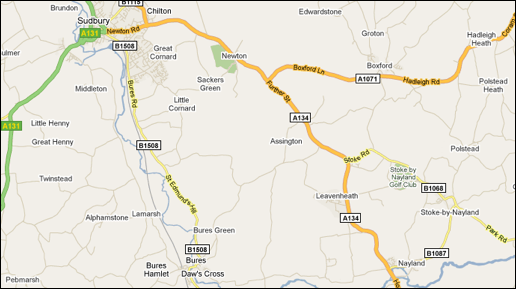 Brundon
B1115
Chilton
Edwardstone
Sudbury
Newton Rd
A131
B1508
Great
Cornard
Newton
Groton
Hadleigh
Heath
Boxford
Boxford Ln
A1071
Hadleigh Rd
Polstead
Heath
Middleton
Bures Rd
Sackers
Green
Further St
Little
Cornard
A134
Little Henny
A131
Great Henny
B1508
Assington
Stoke Rd
Polstead
Twinstead
St Edmund's Hill
Stoke by
Nayland
Golf Club
B1068
Leavenheath
Alphamstone
Lamarsh
A134
Stoke-by-Nayland
Bures Green
Park Rd
B1508
B1087
Nayland
Bures
Hamlet
Bures
Daw's Cross
Pebmarsh